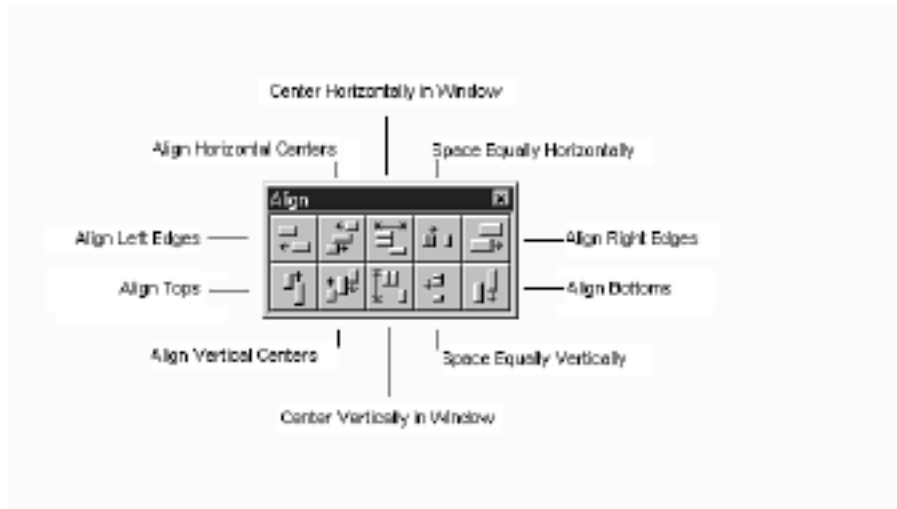 Center Horizontally in Window
Align Horizontal Centers
Space Equally Horizontally
Align
Align Left Edges
Align Right Edges
Align Tops
Align Bottoms
Align Vertical Centers
Space Equally Vertically
Center Vertically in Window